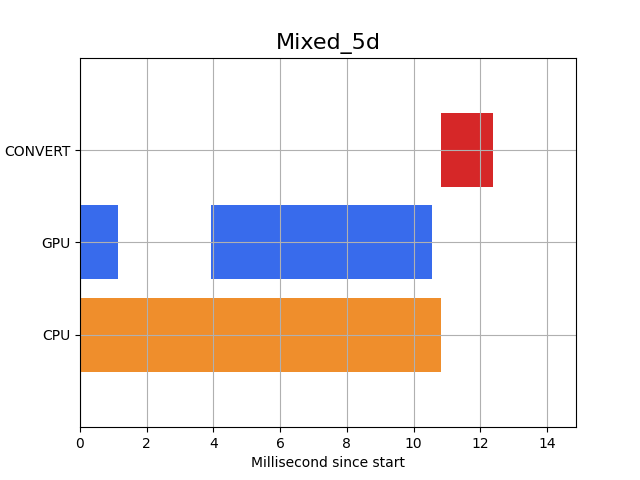 Mixed_5d
CONVERT
GPU
CPU
0 2 4 6 8 10 12 14
Millisecond since start